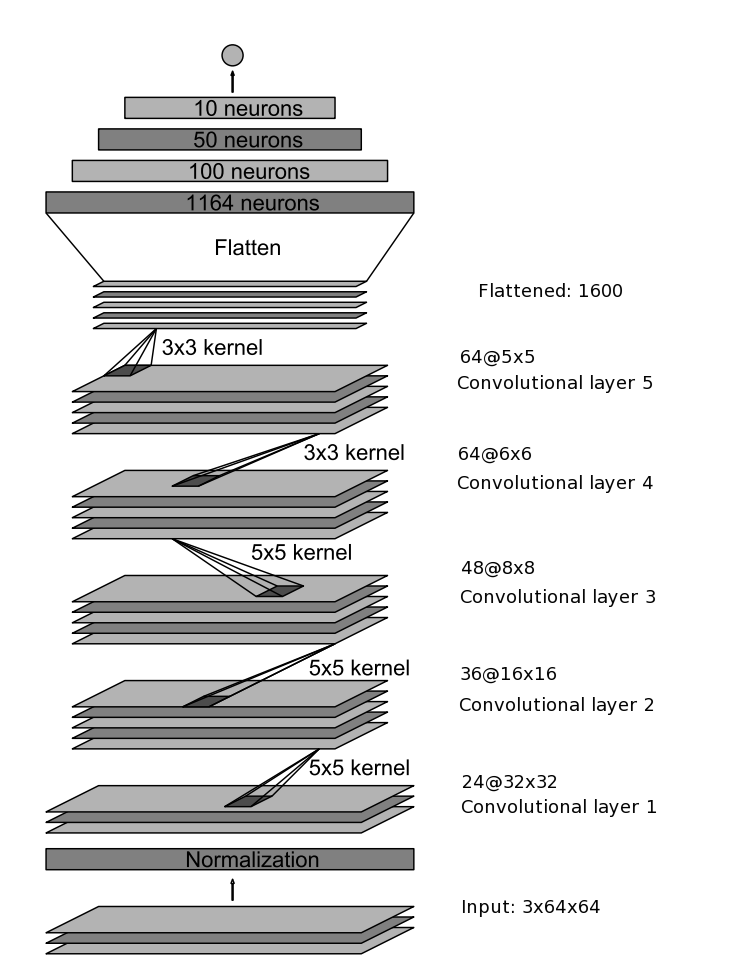 10 neurons
50 neurons
100 neurons
1164 neurons
Flatten
Flattened: 1600
3x3 kernel
64@5x5
Convolutional layer 5
3x3 kernel
64@6x6
Convolutional layer 4
5x5 kernel
48@8x8
Convolutional layer 3
5x5 kernel
36@16x16
Convolutional layer 2
5x5 kernel
24@32x32
Convolutional layer 1
Normalization
Input: 3x64x64